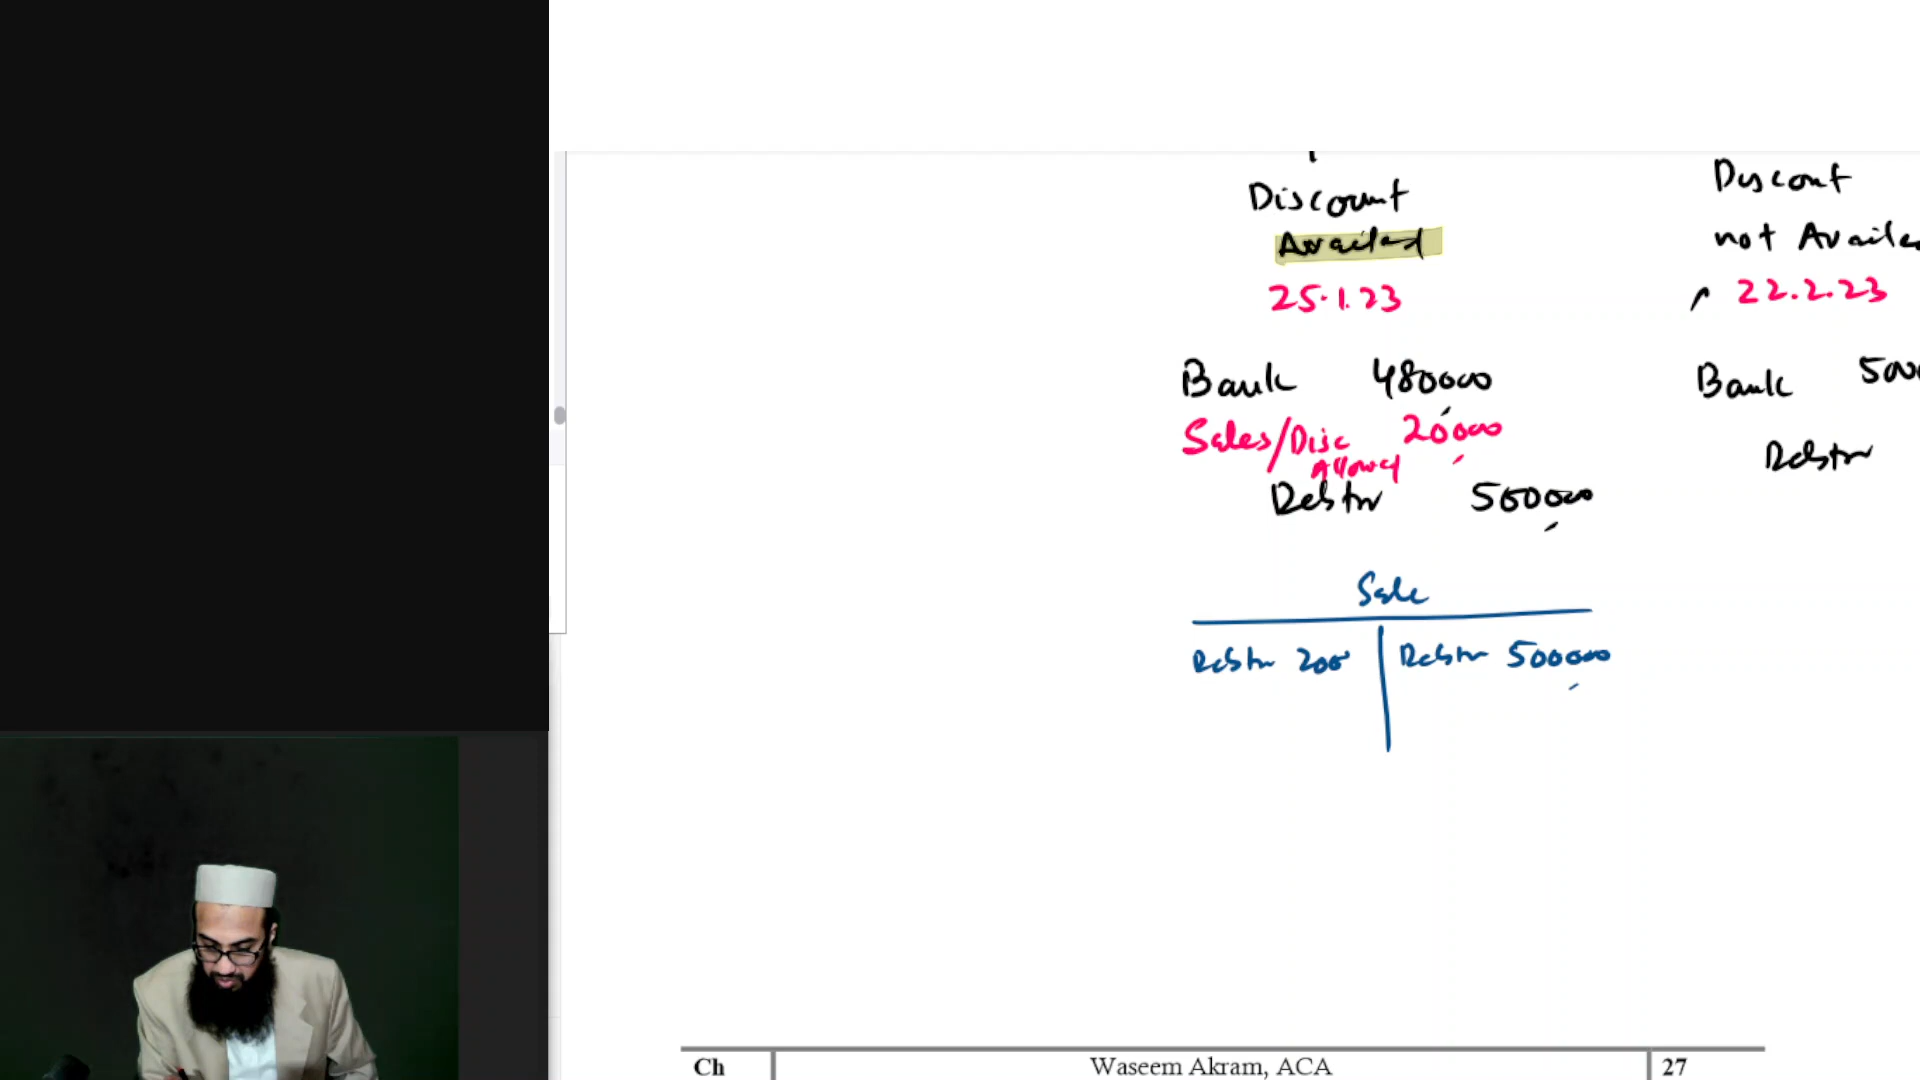 Discount
Availed
25.1.23
Bank 480000
Sales/Disc 20000
Allowed
Debtor 500000
Discout
not Availe
22.2.23
Bank 500
Debtor
Sale
Debtor 200 Debtor 500000
Ch Waseem Akram, ACA 27